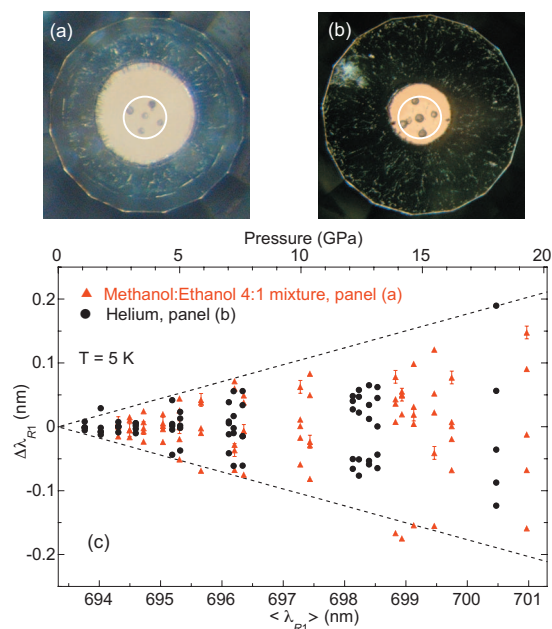 (a)
(b)
Pressure (GPa)
0 5 10 15 20
Methanol:Ethanol 4:1 mixture, panel (a)
Helium, panel (b)
T = 5 K
0.2
0.1
0
-0.1
-0.2
Δλ_R1 (nm)
(c)
694 695 696 697 698 699 700 701
< λ_R1 > (nm)